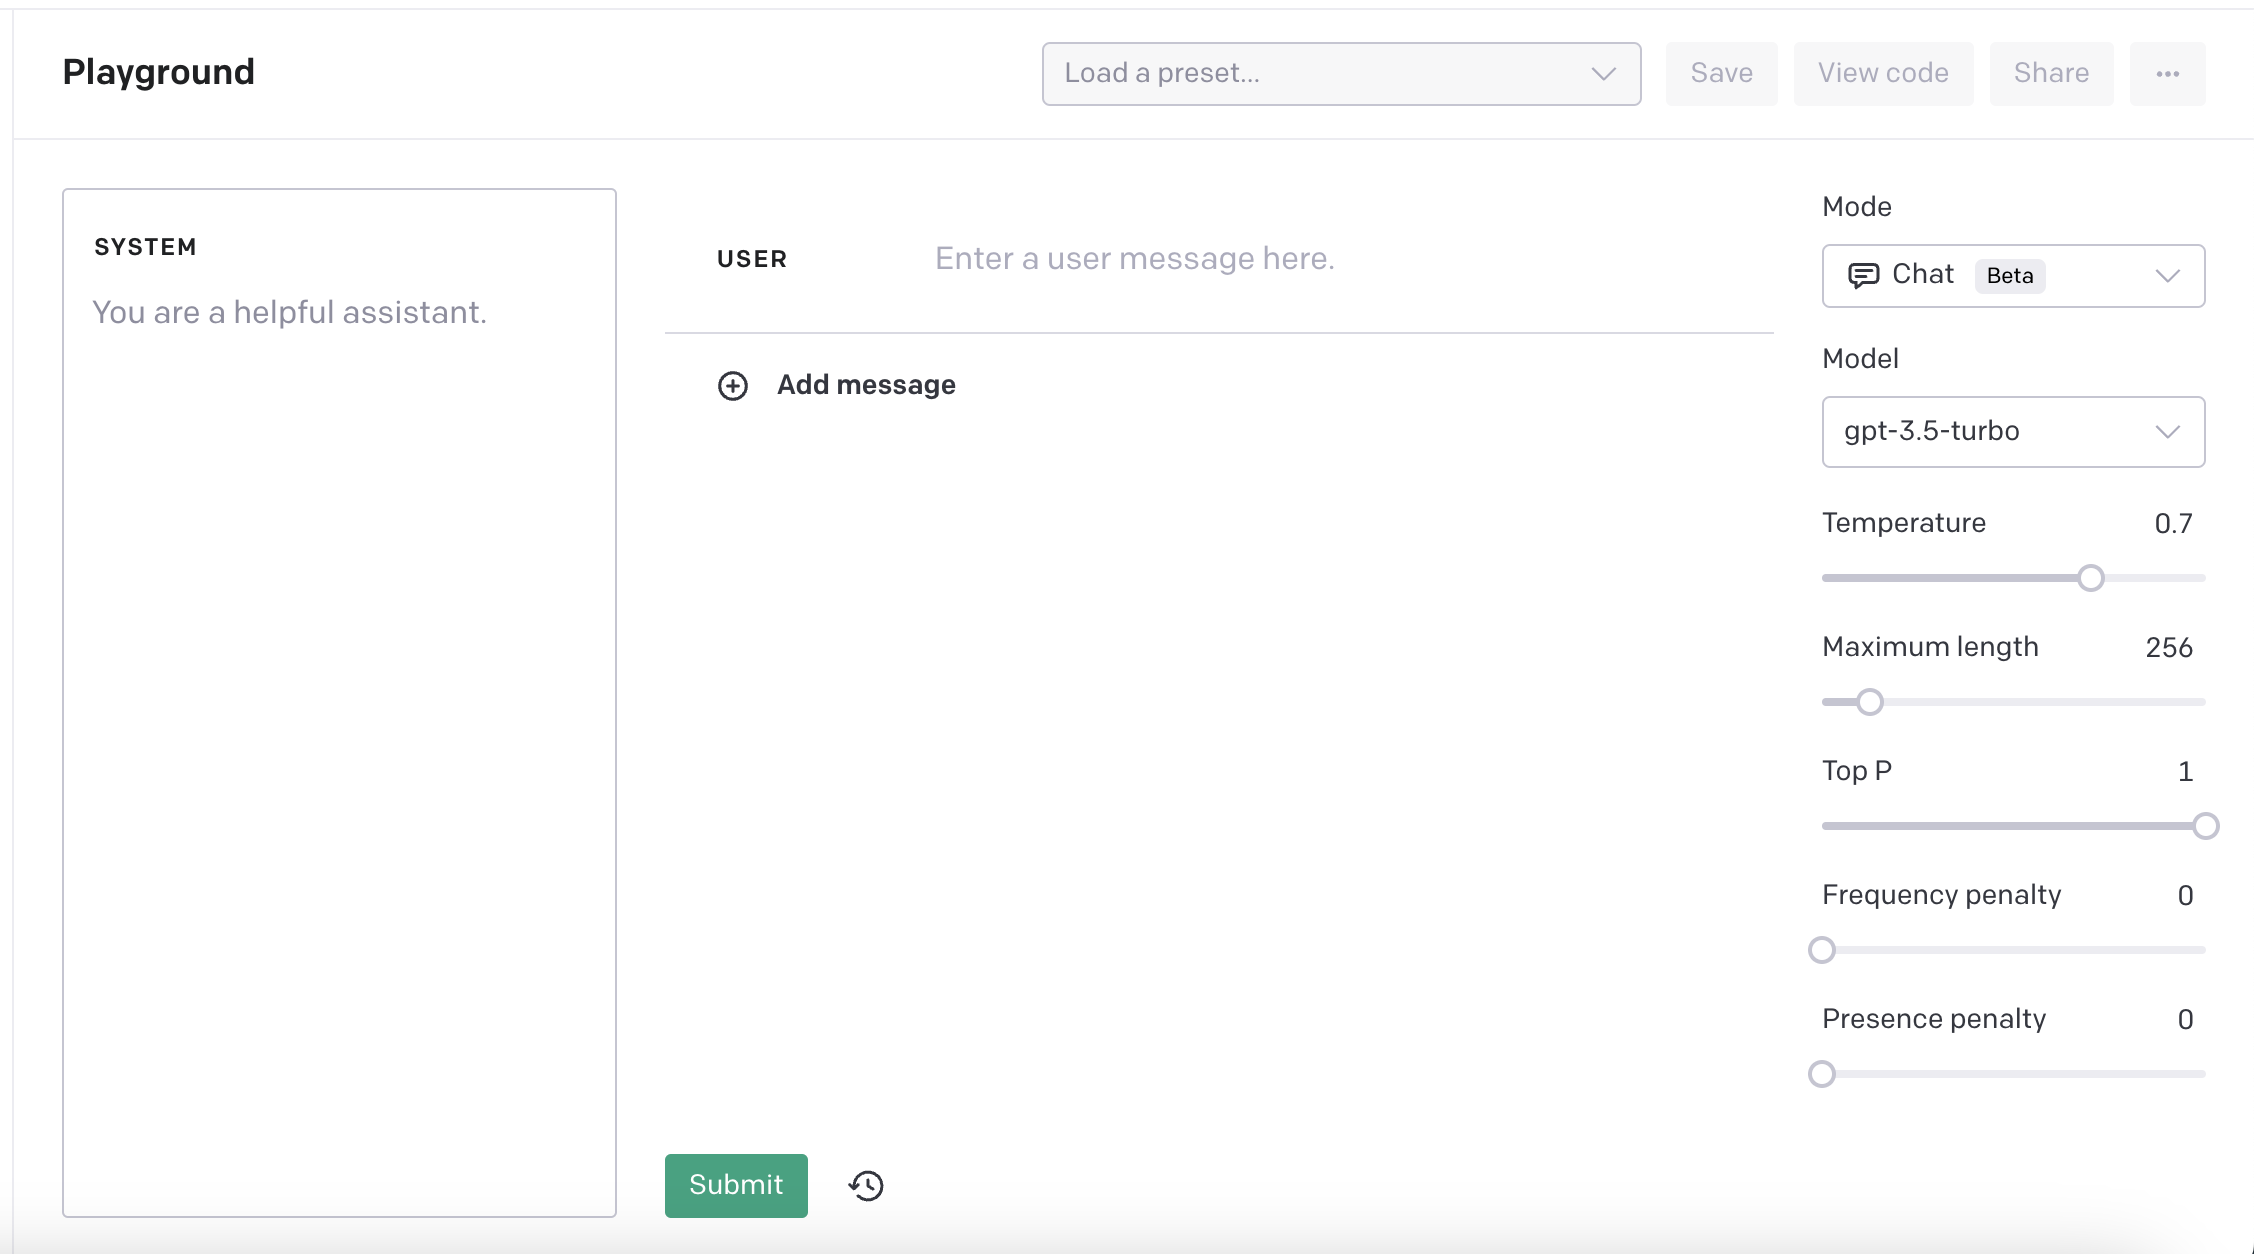 Playground
Load a preset...
Save
View code
Share
...
SYSTEM
You are a helpful assistant.
USER
Enter a user message here.
Add message
Submit
Mode
Chat Beta
Model
gpt-3.5-turbo
Temperature 0.7
Maximum length 256
Top P 1
Frequency penalty 0
Presence penalty 0